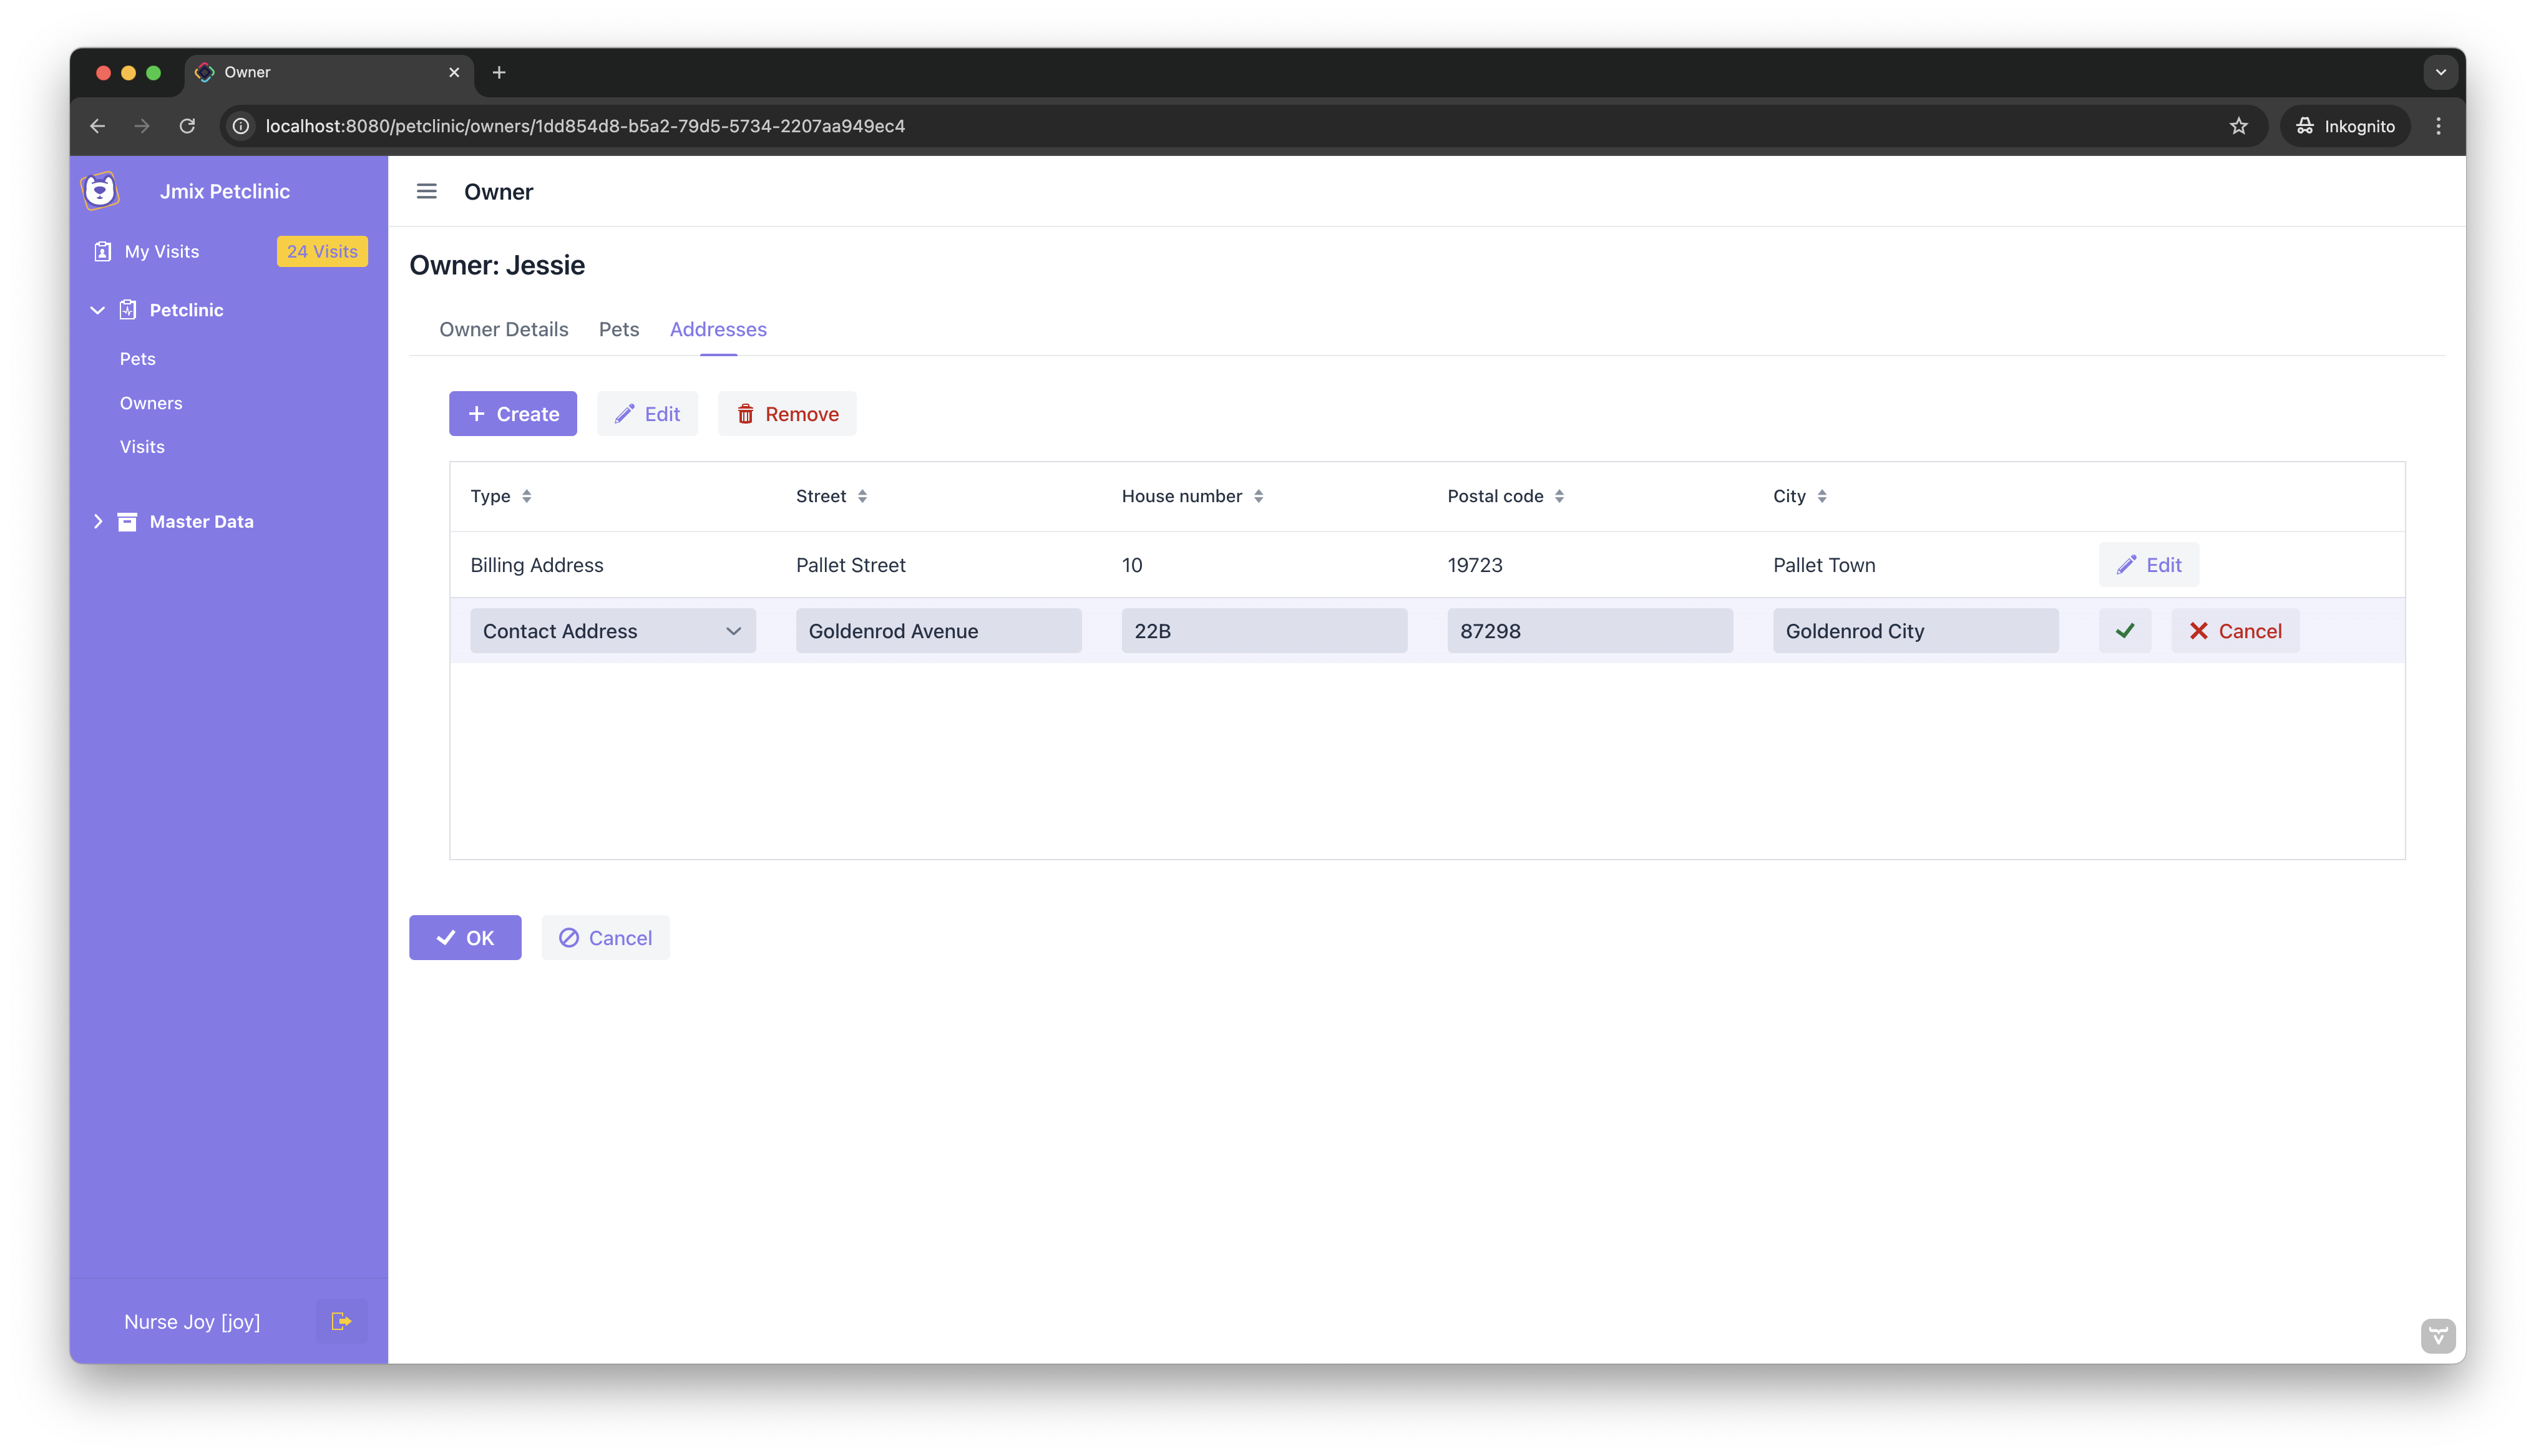 Owner
localhost:8080/petclinic/owners/1dd854d8-b5a2-79d5-5734-2207aa949ec4
Inkognito
Jmix Petclinic
Owner
My Visits
24 Visits
Petclinic
Pets
Owners
Visits
Master Data
Nurse Joy [joy]
Owner: Jessie
Owner Details Pets Addresses
Create Edit Remove
Type Street House number Postal code City
Billing Address Pallet Street 10 19723 Pallet Town Edit
Contact Address Goldenrod Avenue 22B 87298 Goldenrod City Cancel
OK Cancel